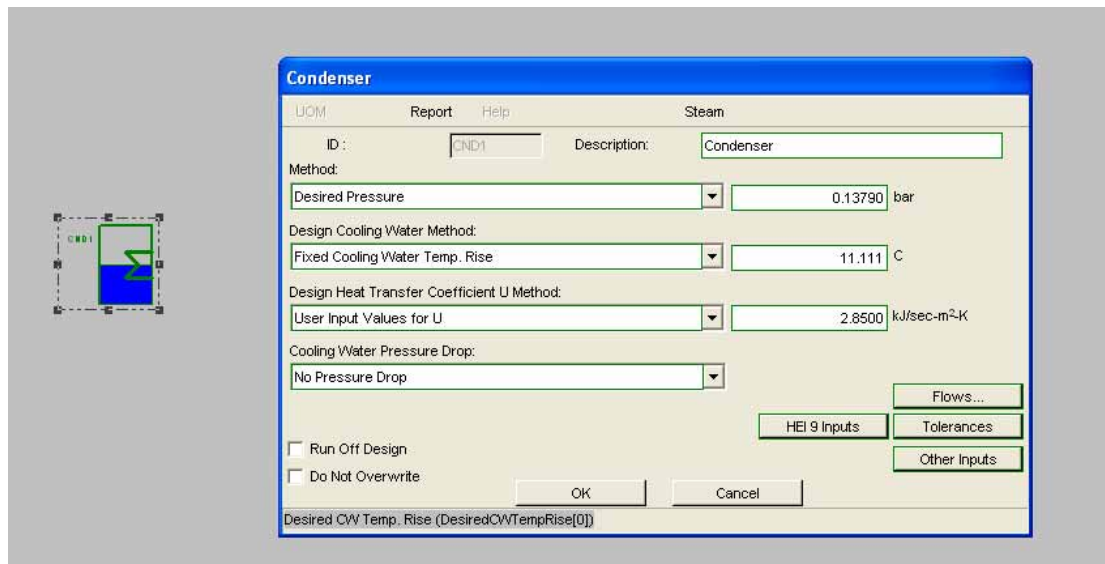 Condenser
UOM Report Help Steam
ID : CND1 Description: Condenser
Method:
Desired Pressure 0.13790 bar
CND1
Design Cooling Water Method:
Fixed Cooling Water Temp. Rise 11.111 C
Design Heat Transfer Coefficient U Method:
User Input Values for U 2.8500 kJ/sec-m²-K
Cooling Water Pressure Drop:
No Pressure Drop
Flows...
HEI 9 Inputs Tolerances
Run Off Design
Other Inputs
Do Not Overwrite
OK Cancel
Desired CW Temp. Rise (DesiredCWTempRise[0])